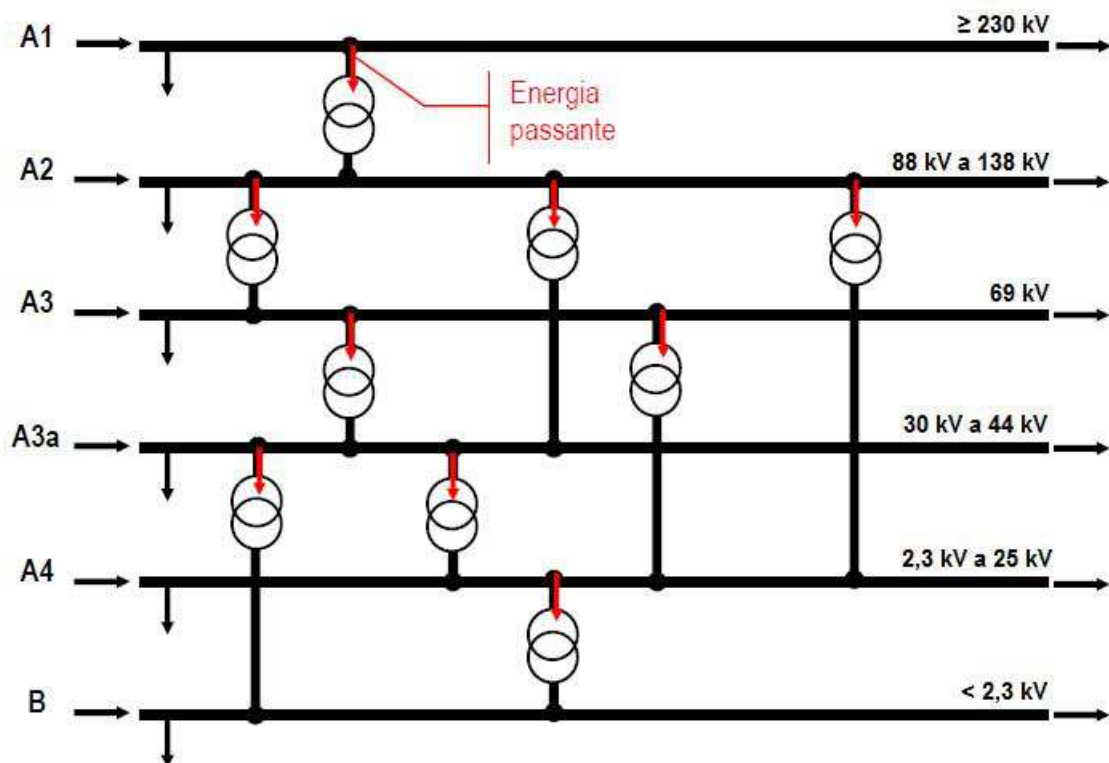 A1
≥ 230 kV
Energia
passante
A2
88 kV a 138 kV
A3
69 kV
A3a
30 kV a 44 kV
A4
2,3 kV a 25 kV
B
< 2,3 kV